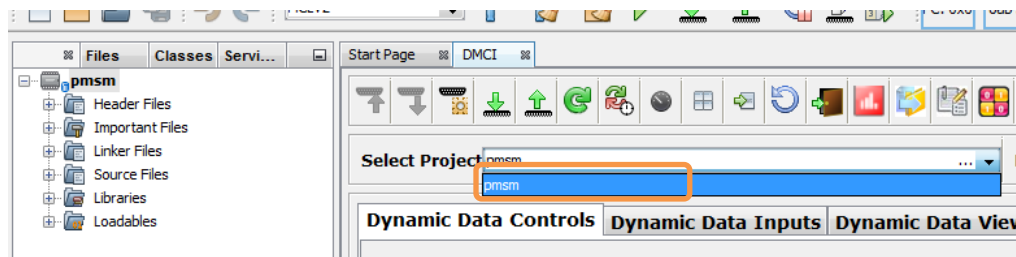 Files Classes Servi...
Start Page DMCI
pmsm
Header Files
Important Files
Linker Files
Source Files
Libraries
Loadables
Select Project pmsm ...
pmsm
Dynamic Data Controls Dynamic Data Inputs Dynamic Data View